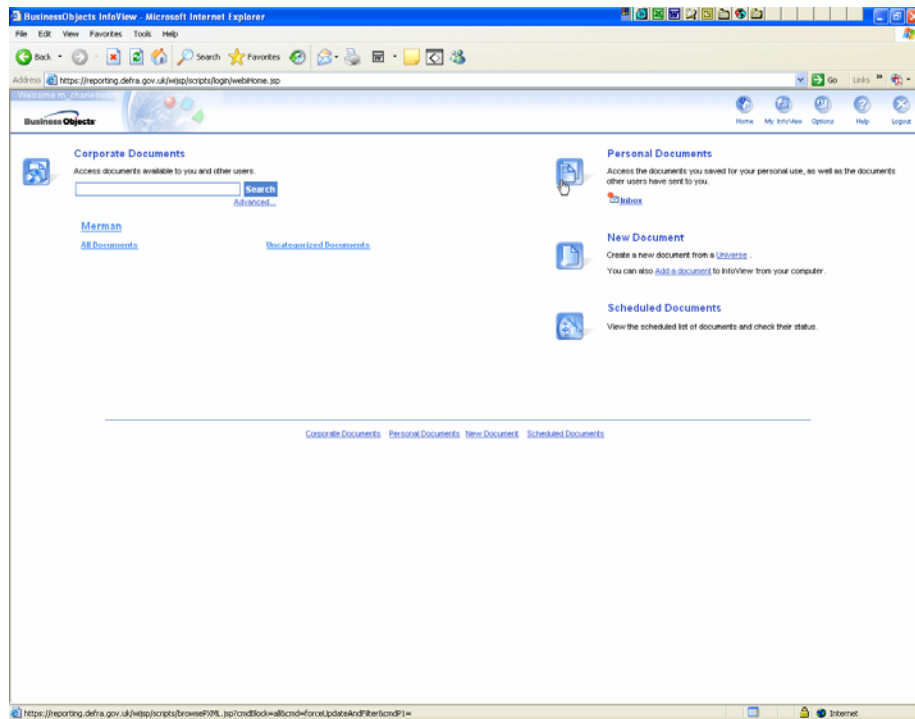 BusinessObjects InfoView - Microsoft Internet Explorer
File Edit View Favorites Tools Help
Back Search Favorites
Address https://reporting.defra.gov.uk/wijsp/scripts/login/webiHome.jsp Go Links
Welcome
Business Objects
Home My InfoView Options Help Logout
Corporate Documents
Access documents available to you and other users.
Search
Advanced...
Merman
All Documents Uncategorized Documents
Personal Documents
Access the documents you saved for your personal use, as well as the documents
other users have sent to you.
Inbox
New Document
Create a new document from a Universe .
You can also Add a document to InfoView from your computer.
Scheduled Documents
View the scheduled list of documents and check their status.
Corporate Documents Personal Documents New Document Scheduled Documents
https://reporting.defra.gov.uk/wijsp/scripts/browsePXML.jsp?cmdBlock=all&cmd=forceUpdateAndFilter&cmdP1= Internet